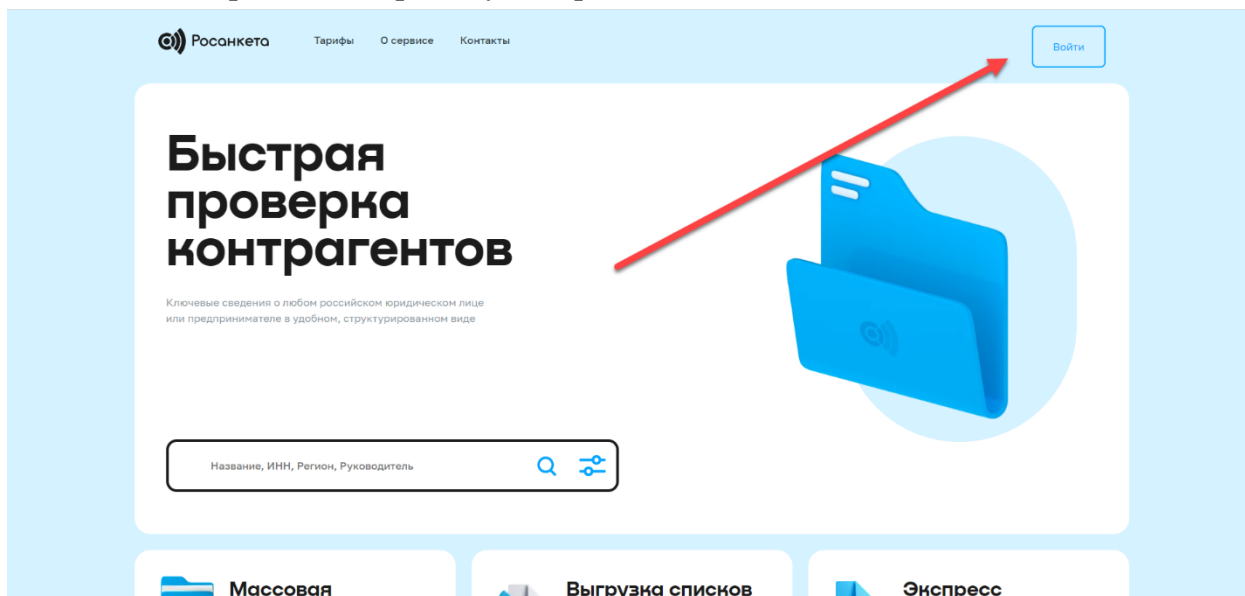 Росанкета
Тарифы
О сервисе
Контакты
Войти
Быстрая
проверка
контрагентов
Ключевые сведения о любом российском юридическом лице
или предпринимателе в удобном, структурированном виде
Название, ИНН, Регион, Руководитель
Массовая
Выгрузка списков
Экспресс